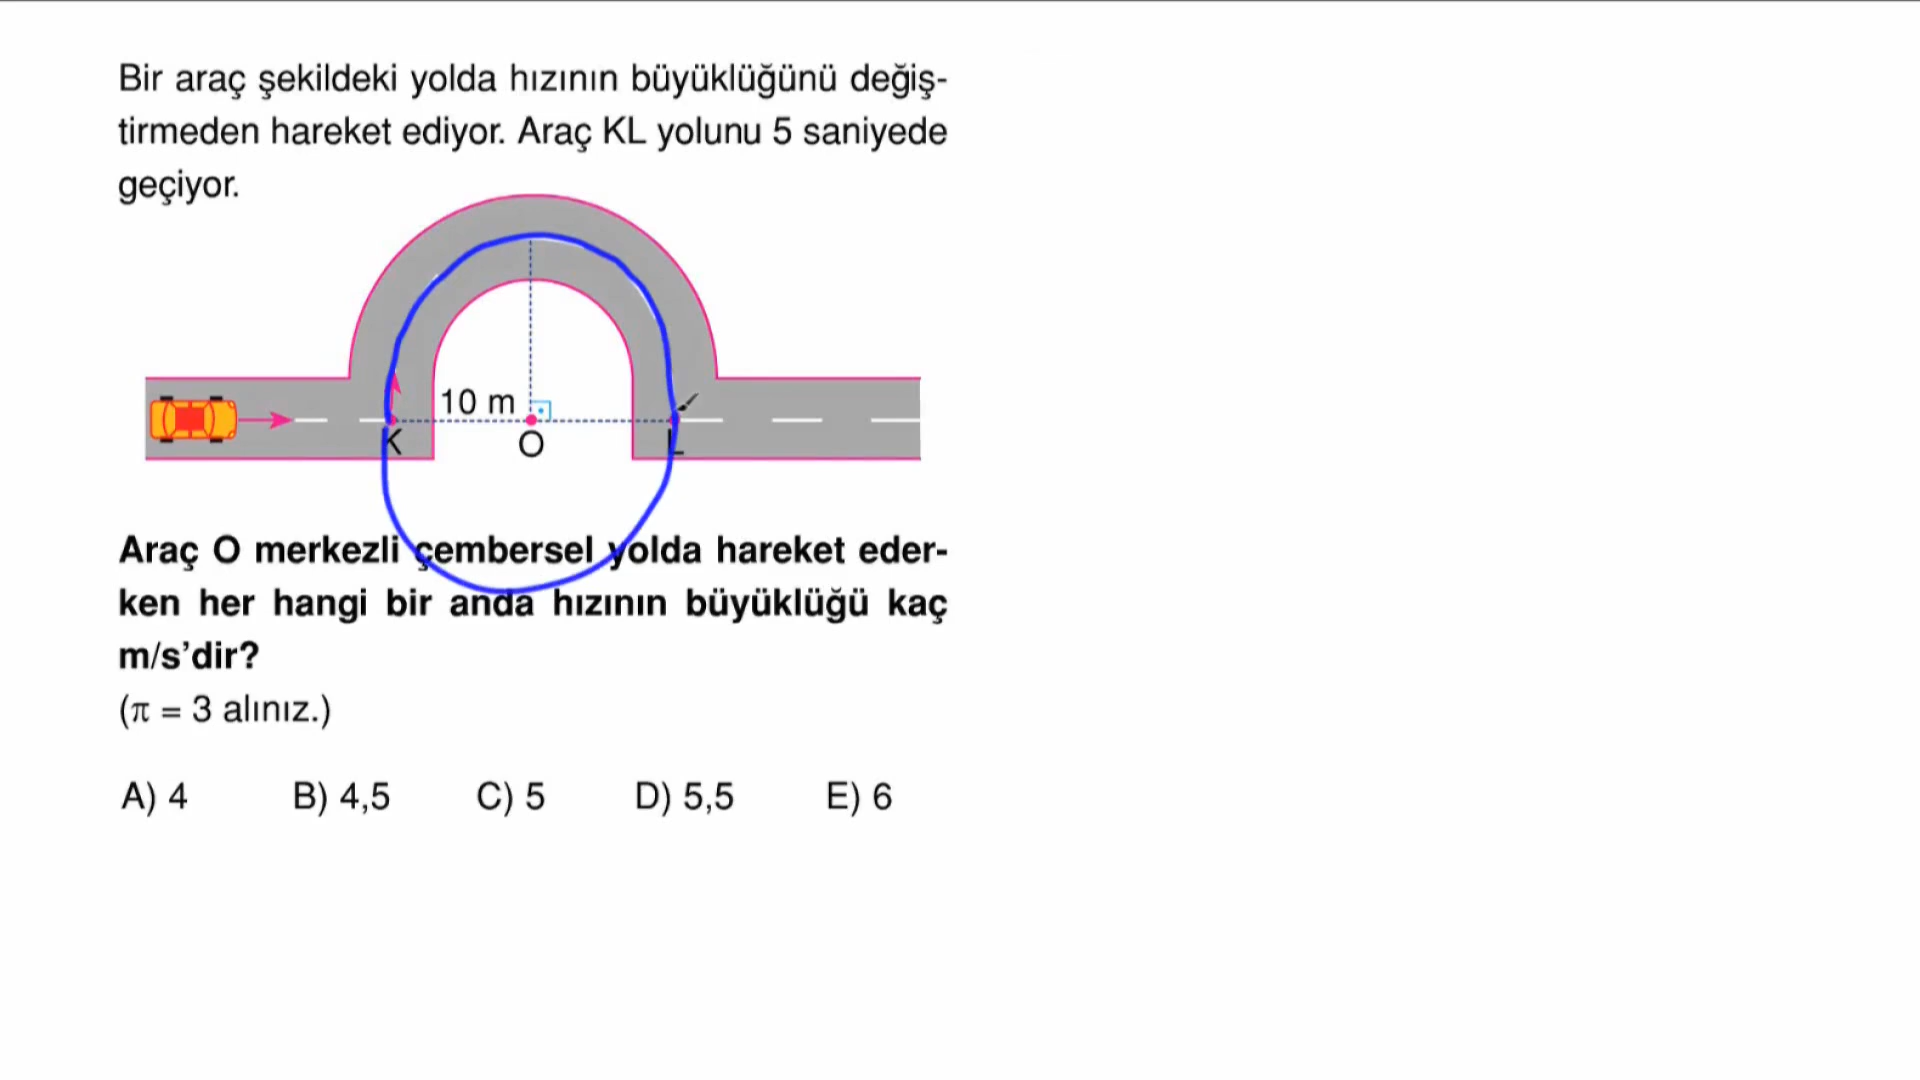 Bir araç şekildeki yolda hızının büyüklüğünü değiş-
tirmeden hareket ediyor. Araç KL yolunu 5 saniyede
geçiyor.
10 m
K
O
L
Araç O merkezli çembersel yolda hareket eder-
ken her hangi bir anda hızının büyüklüğü kaç
m/s’dir?
(π = 3 alınız.)
A) 4 B) 4,5 C) 5 D) 5,5 E) 6